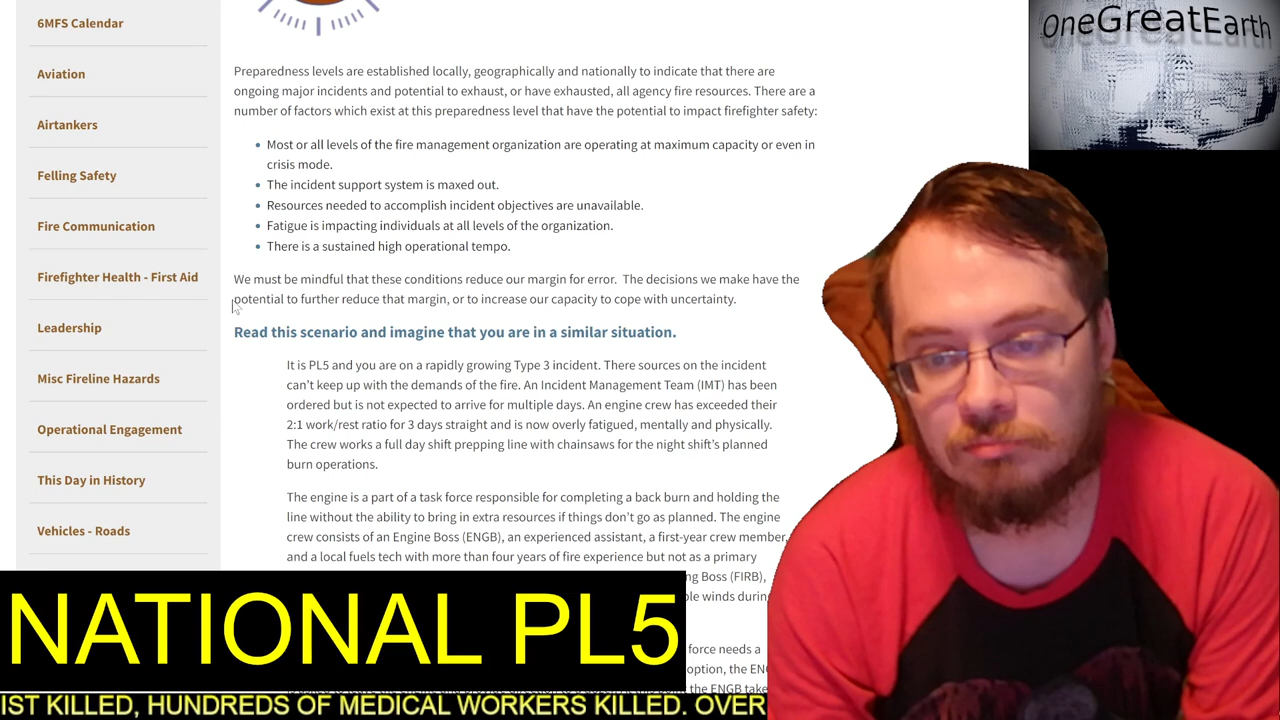 6MFS Calendar
Aviation
Airtankers
Felling Safety
Fire Communication
Firefighter Health - First Aid
Leadership
Misc Fireline Hazards
Operational Engagement
This Day in History
Vehicles - Roads
Preparedness levels are established locally, geographically and nationally to indicate that there are
ongoing major incidents and potential to exhaust, or have exhausted, all agency fire resources. There are a
number of factors which exist at this preparedness level that have the potential to impact firefighter safety:
• Most or all levels of the fire management organization are operating at maximum capacity or even in
crisis mode.
• The incident support system is maxed out.
• Resources needed to accomplish incident objectives are unavailable.
• Fatigue is impacting individuals at all levels of the organization.
• There is a sustained high operational tempo.
We must be mindful that these conditions reduce our margin for error. The decisions we make have the
potential to further reduce that margin, or to increase our capacity to cope with uncertainty.
Read this scenario and imagine that you are in a similar situation.
It is PL5 and you are on a rapidly growing Type 3 incident. There sources on the incident
can't keep up with the demands of the fire. An Incident Management Team (IMT) has been
ordered but is not expected to arrive for multiple days. An engine crew has exceeded their
2:1 work/rest ratio for 3 days straight and is now overly fatigued, mentally and physically.
The crew works a full day shift prepping line with chainsaws for the night shift's planned
burn operations.
The engine is a part of a task force responsible for completing a back burn and holding the
line without the ability to bring in extra resources if things don't go as planned. The engine
crew consists of an Engine Boss (ENGB), an experienced assistant, a first-year crew member,
and a local fuels tech with more than four years of fire experience but not as a primary
Boss (FIRB),
winds during
force needs a
option, the
the ENGB take
OneGreatEarth
NATIONAL PL5
KILLED, HUNDREDS OF MEDICAL WORKERS KILLED. OVER